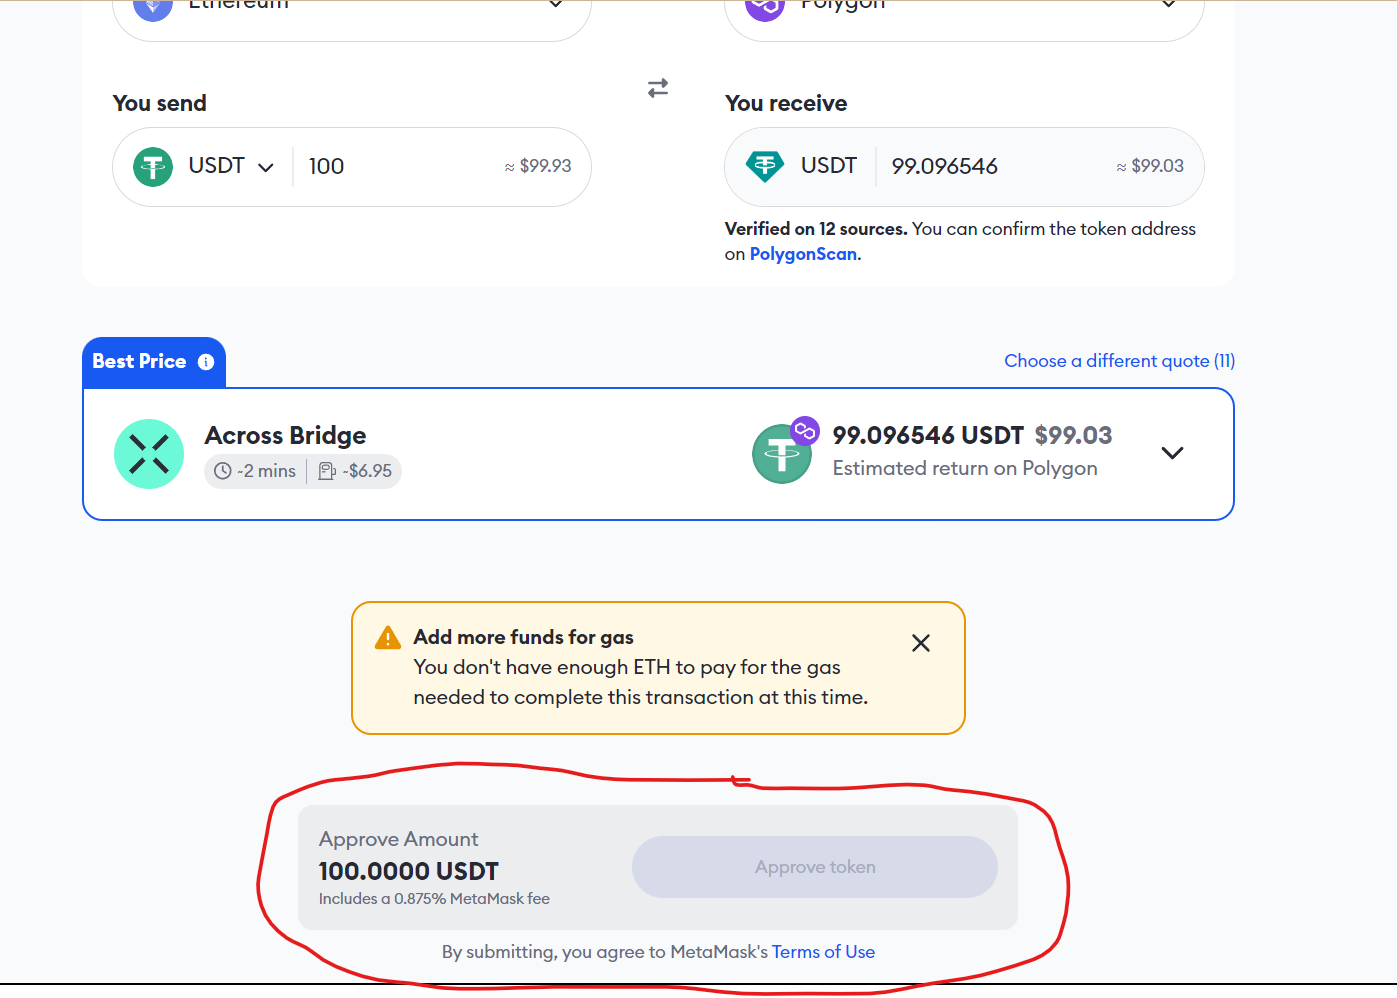 Ethereum
Polygon
You send
You receive
USDT 100 ≈ $99.93
USDT 99.096546 ≈ $99.03
Verified on 12 sources. You can confirm the token address
on PolygonScan.
Best Price
Choose a different quote (11)
Across Bridge
~2 mins ~$6.95
99.096546 USDT $99.03
Estimated return on Polygon
Add more funds for gas
You don't have enough ETH to pay for the gas
needed to complete this transaction at this time.
Approve Amount
100.0000 USDT
Includes a 0.875% MetaMask fee
Approve token
By submitting, you agree to MetaMask's Terms of Use